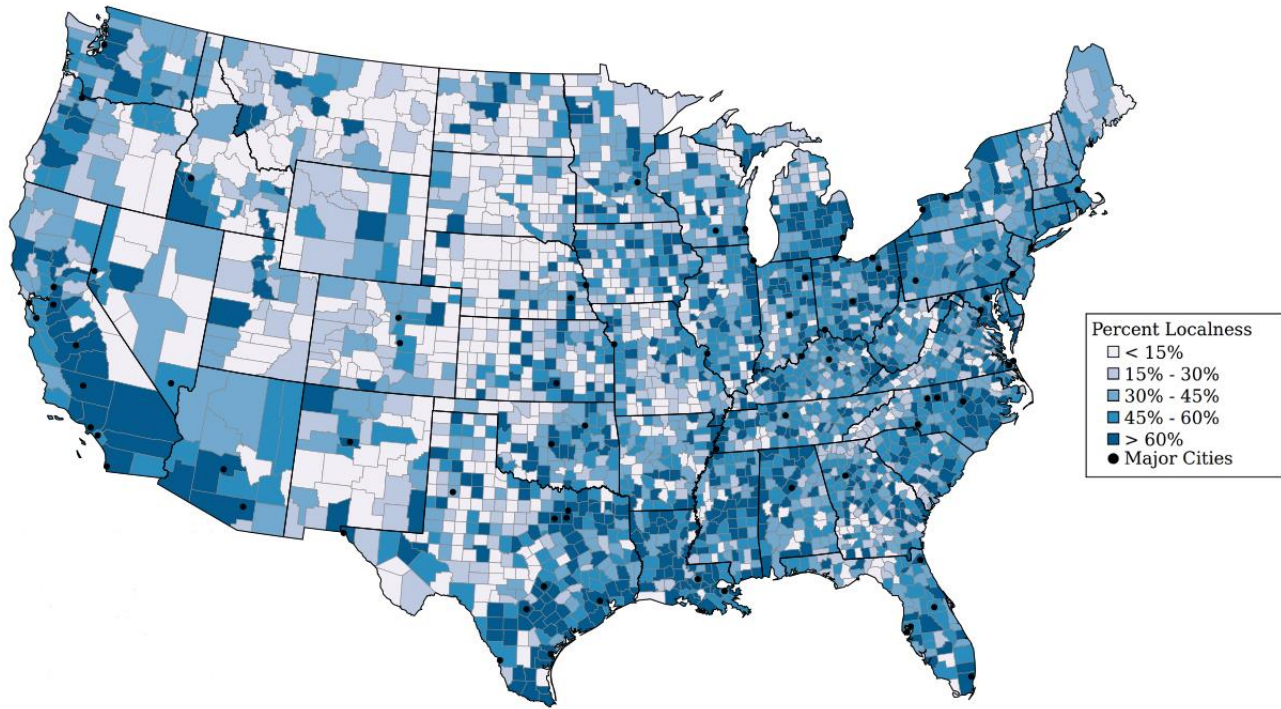 Percent Localness
< 15%
15% - 30%
30% - 45%
45% - 60%
> 60%
Major Cities